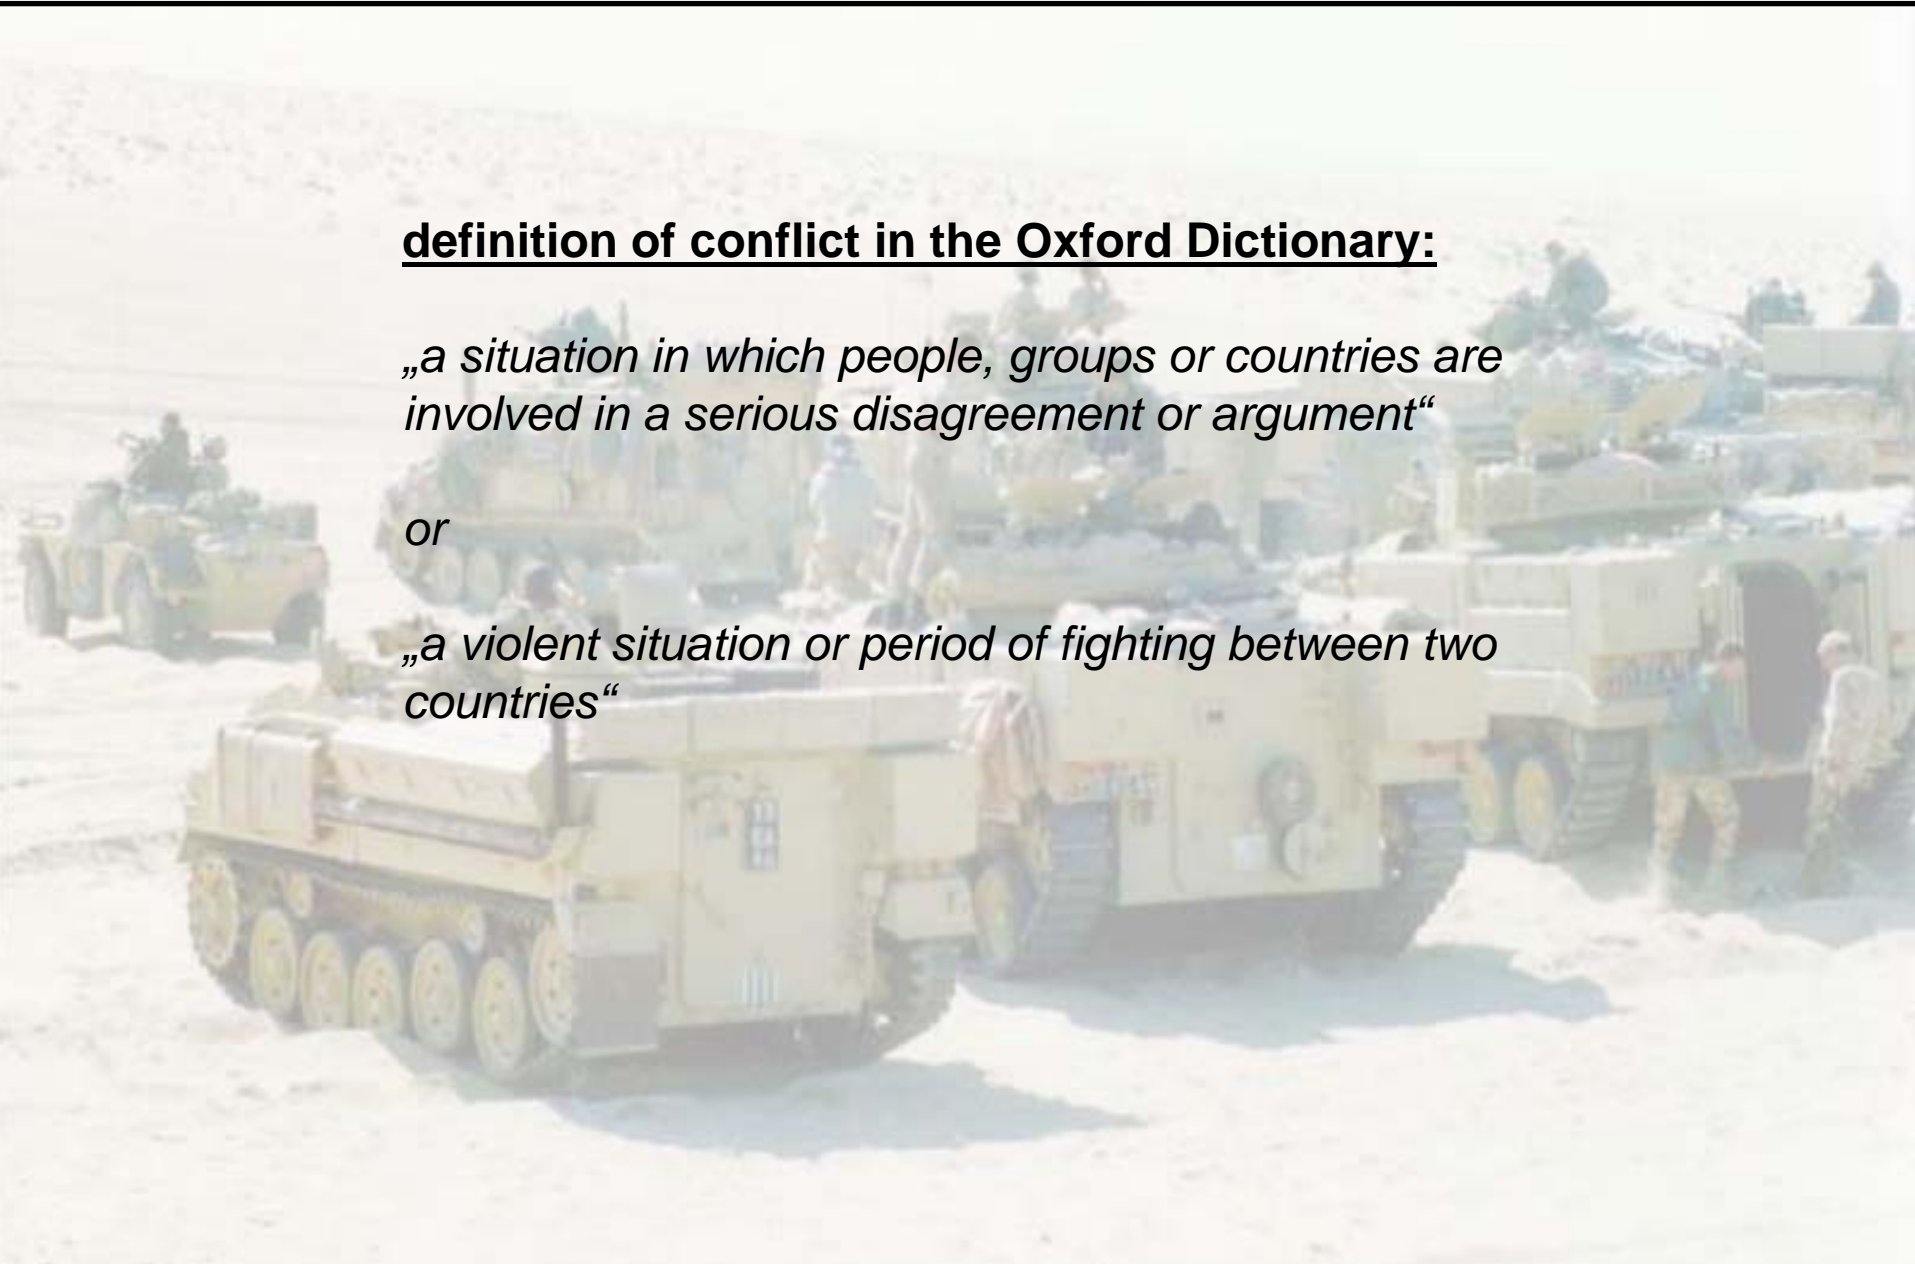 definition of conflict in the Oxford Dictionary:
„a situation in which people, groups or countries are
involved in a serious disagreement or argument“
or
„a violent situation or period of fighting between two
countries“